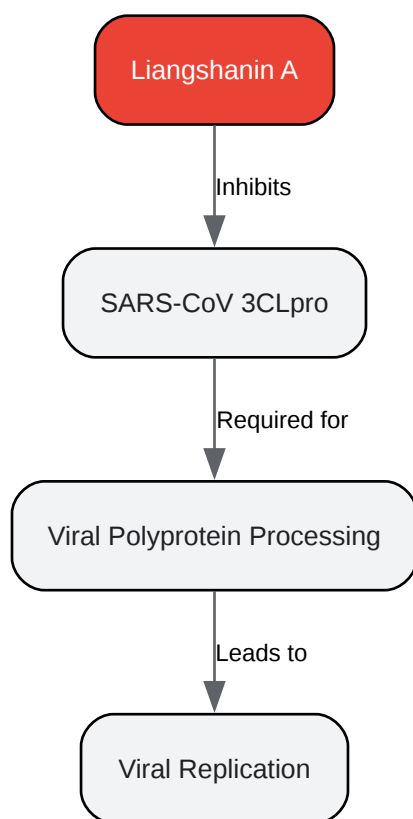 Liangshanin A
Inhibits
SARS-CoV 3CLpro
Required for
Viral Polyprotein Processing
Leads to
Viral Replication